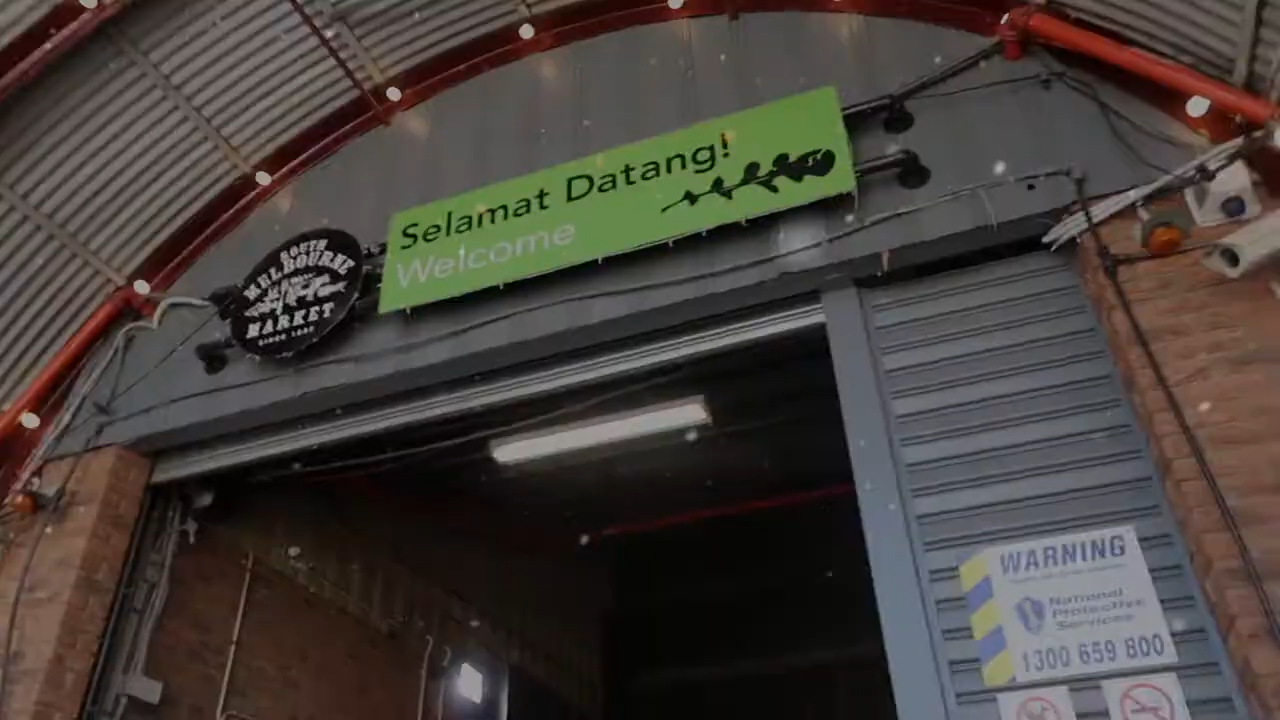 Selamat Datang!
Welcome
SOUTH
MELBOURNE
MARKET
WARNING
National
Protective
Services
1300 659 800